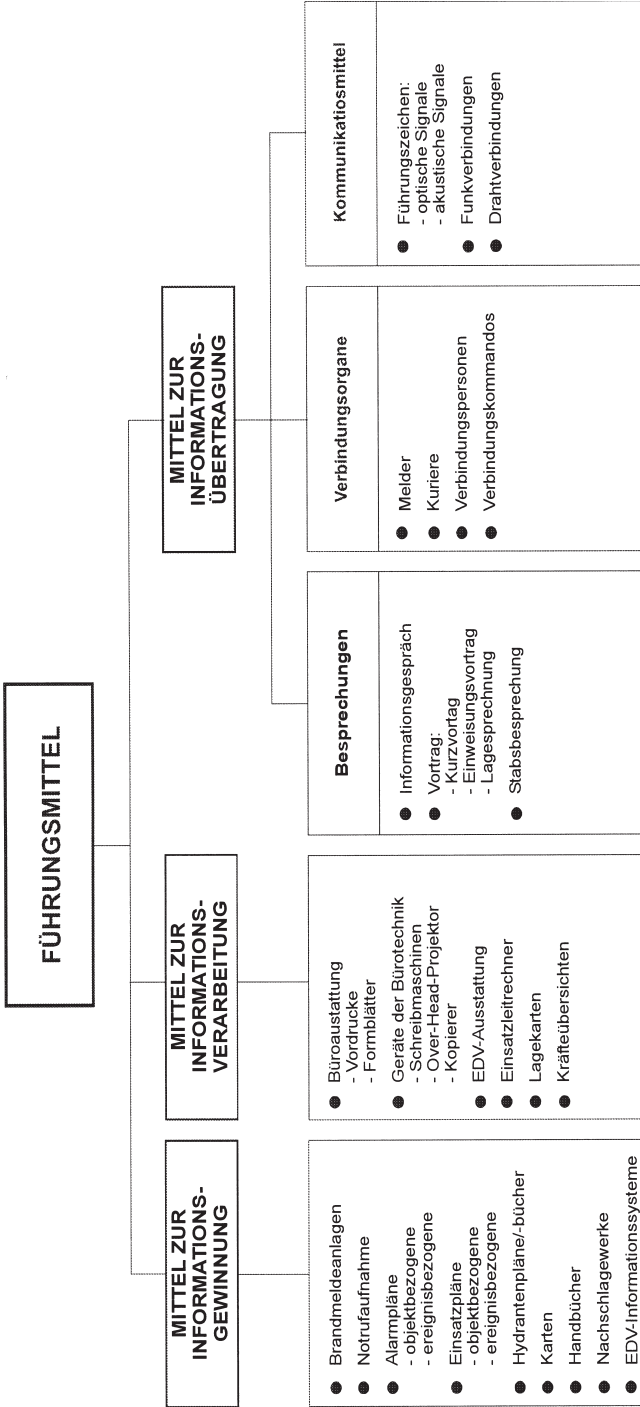 FÜHRUNGSMITTEL
MITTEL ZUR
INFORMATIONS-
GEWINNUNG
● Brandmeldeanlagen
● Notrufaufnahme
● Alarmpläne
- objektbezogene
- ereignisbezogene
● Einsatzpläne
- objektbezogene
- ereignisbezogene
● Hydrantenpläne/-bücher
● Karten
● Handbücher
● Nachschlagewerke
● EDV-Informationssysteme
MITTEL ZUR
INFORMATIONS-
VERARBEITUNG
● Büroaustattung
- Vordrucke
- Formblätter
● Geräte der Bürotechnik
- Schreibmaschinen
- Over-Head-Projektor
- Kopierer
● EDV-Ausstattung
● Einsatzleitrechner
● Lagekarten
● Kräfteübersichten
MITTEL ZUR
INFORMATIONS-
ÜBERTRAGUNG
Besprechungen
● Informationsgespräch
● Vortrag:
- Kurzvortag
- Einweisungsvortrag
- Lagesprechnung
● Stabsbesprechung
Verbindungsorgane
● Melder
● Kuriere
● Verbindungspersonen
● Verbindungskommandos
Kommunikatiosmittel
● Führungszeichen:
- optische Signale
- akustische Signale
● Funkverbindungen
● Drahtverbindungen